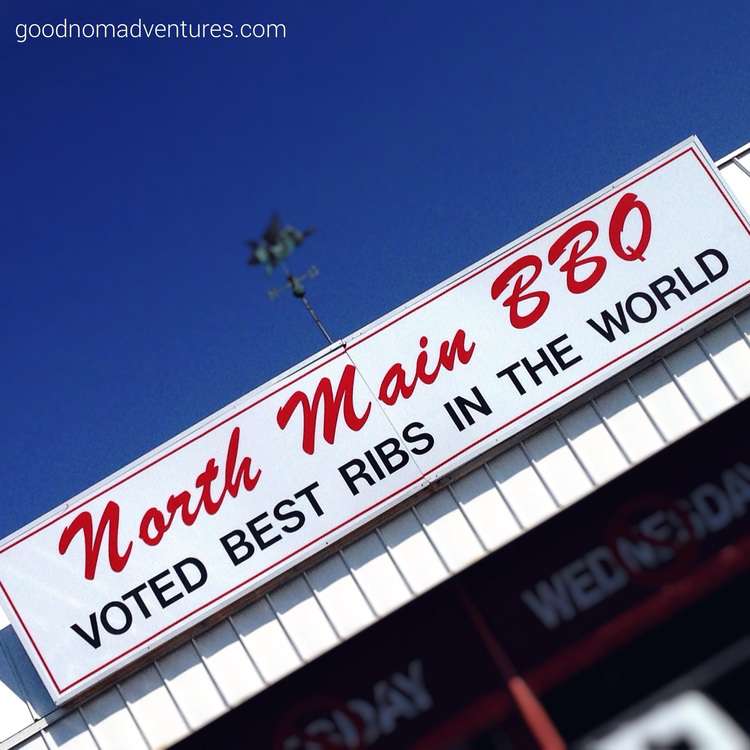 goodnomadventures.com
North Main BBQ
VOTED BEST RIBS IN THE WORLD
WEDNESDAY